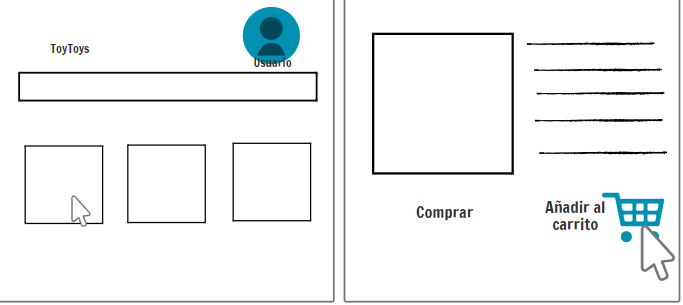 ToyToys
Usuario
Comprar
Añadir al
carrito